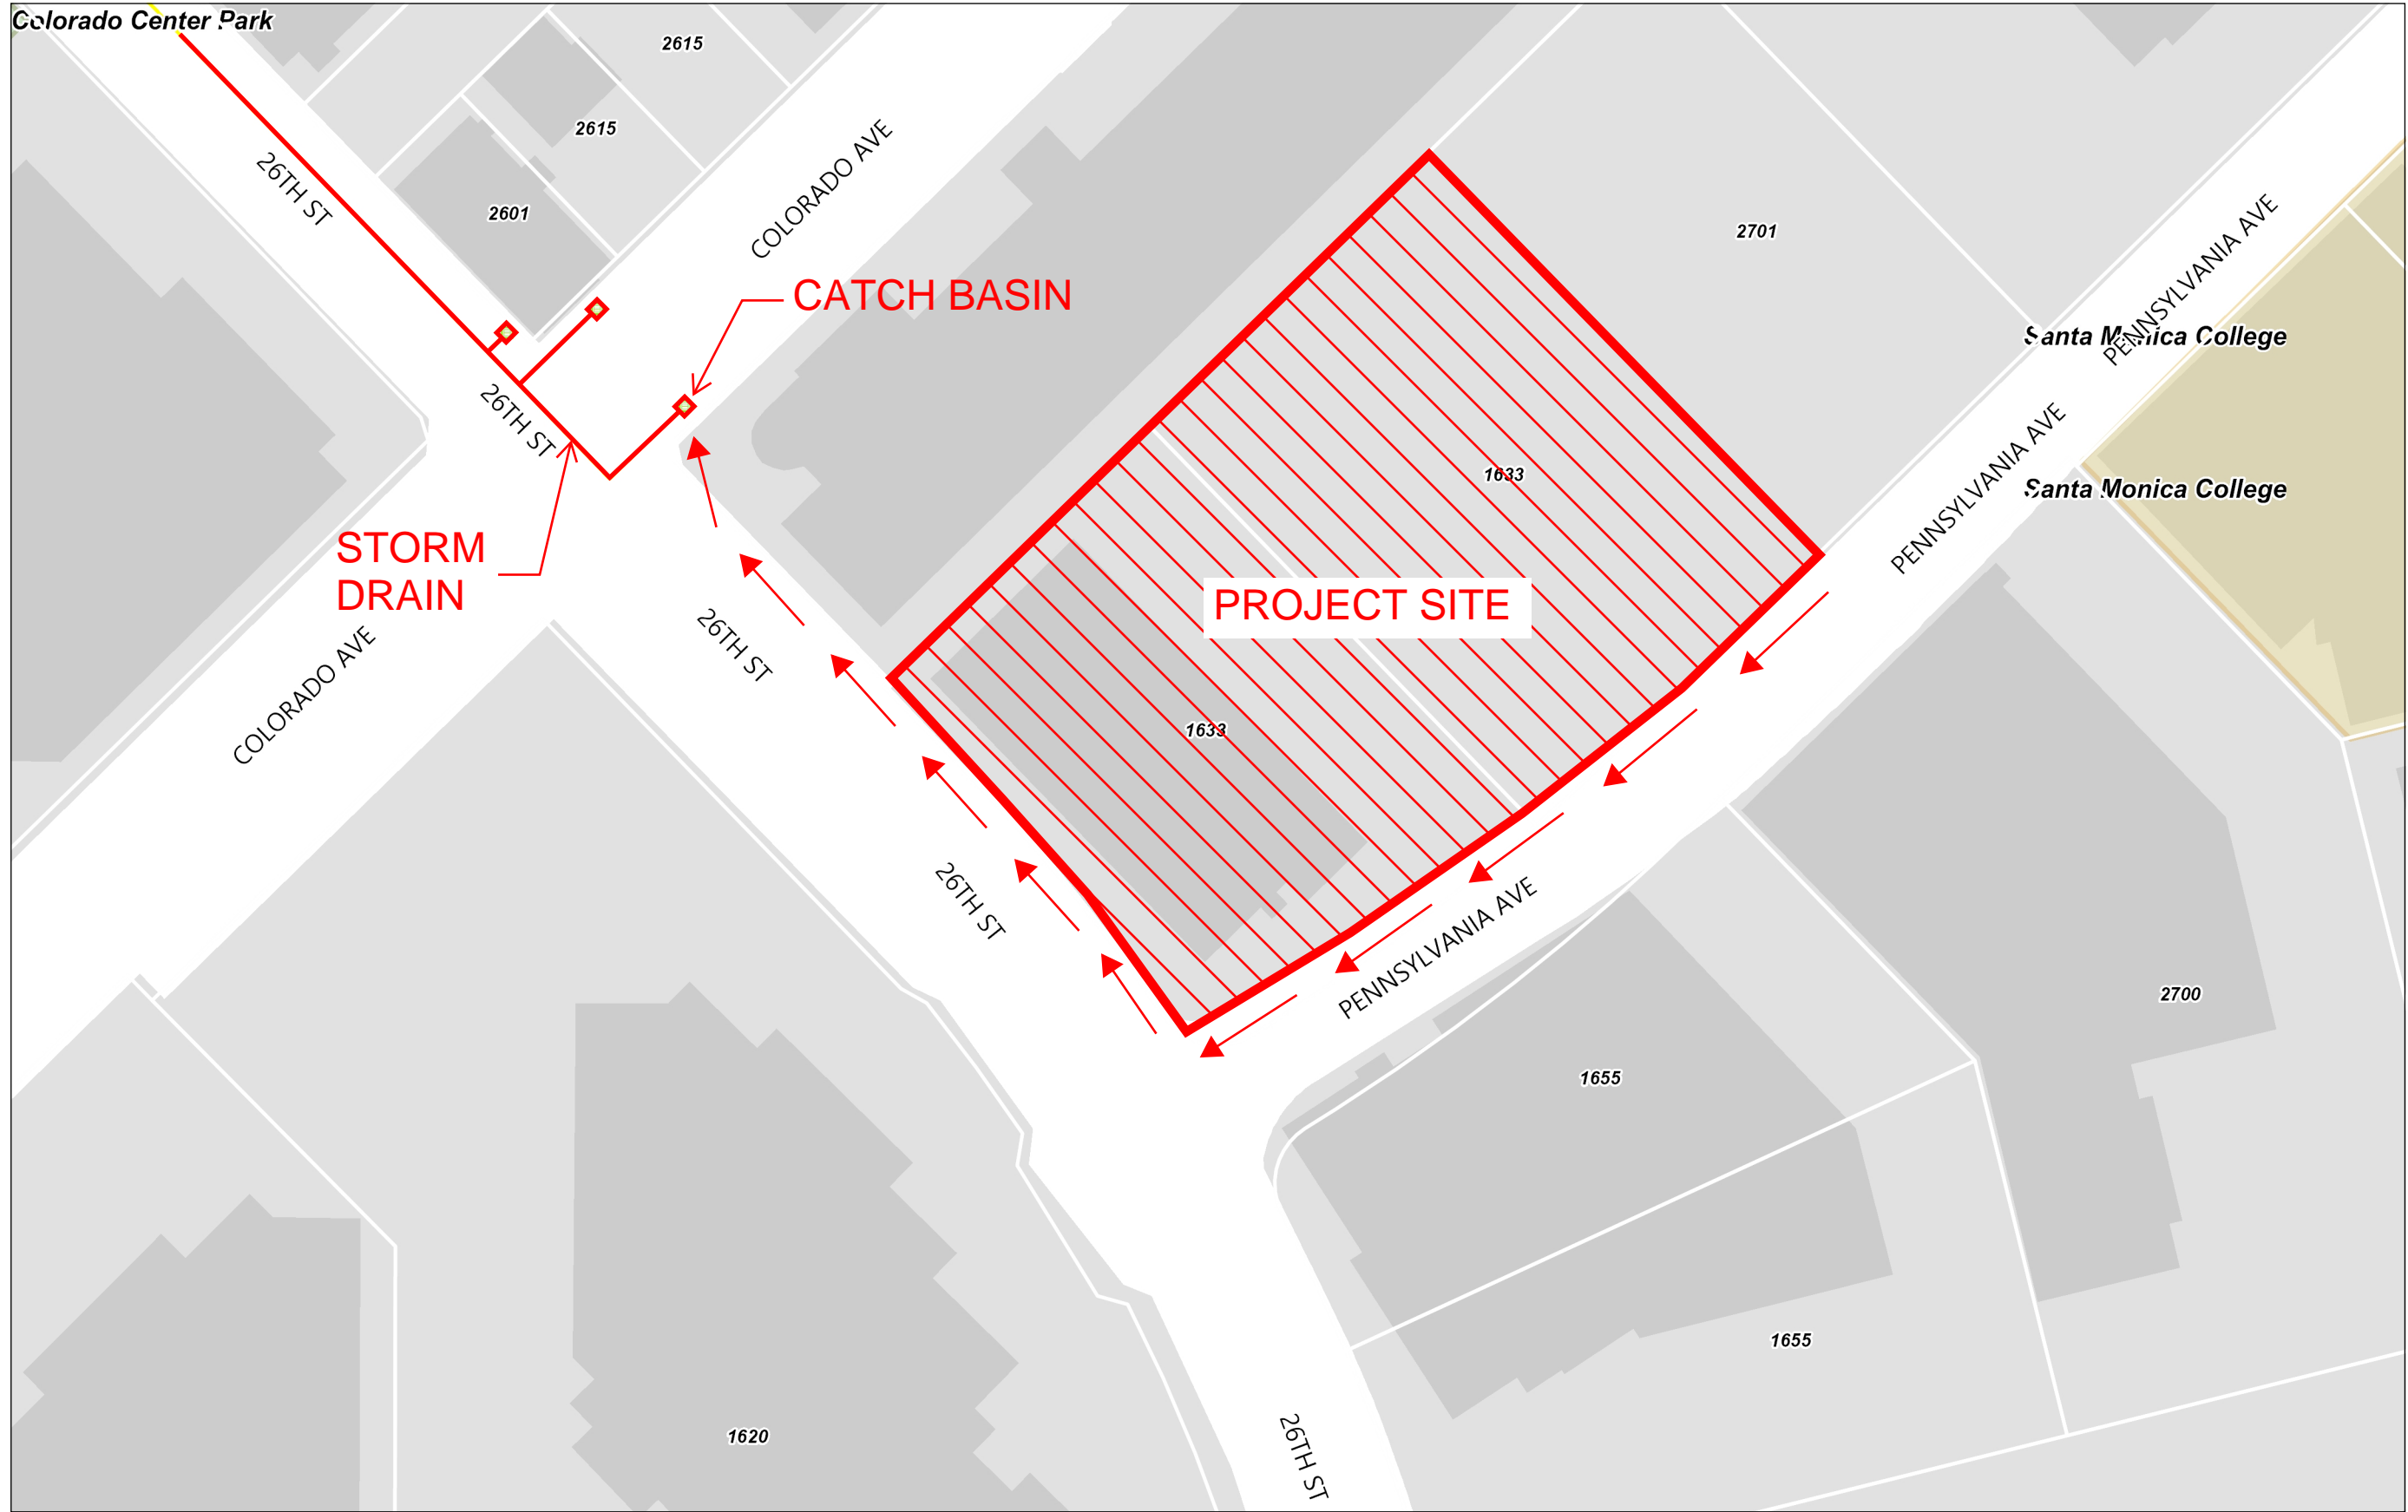 Colorado Center Park
2615
2615
2601
26TH ST
COLORADO AVE
CATCH BASIN
2701
PENNSYLVANIA AVE
Santa Monica College
26TH ST
1633
PENNSYLVANIA AVE
Santa Monica College
STORM
DRAIN
PROJECT SITE
26TH ST
COLORADO AVE
1633
26TH ST
PENNSYLVANIA AVE
2700
1655
1655
1620
26TH ST